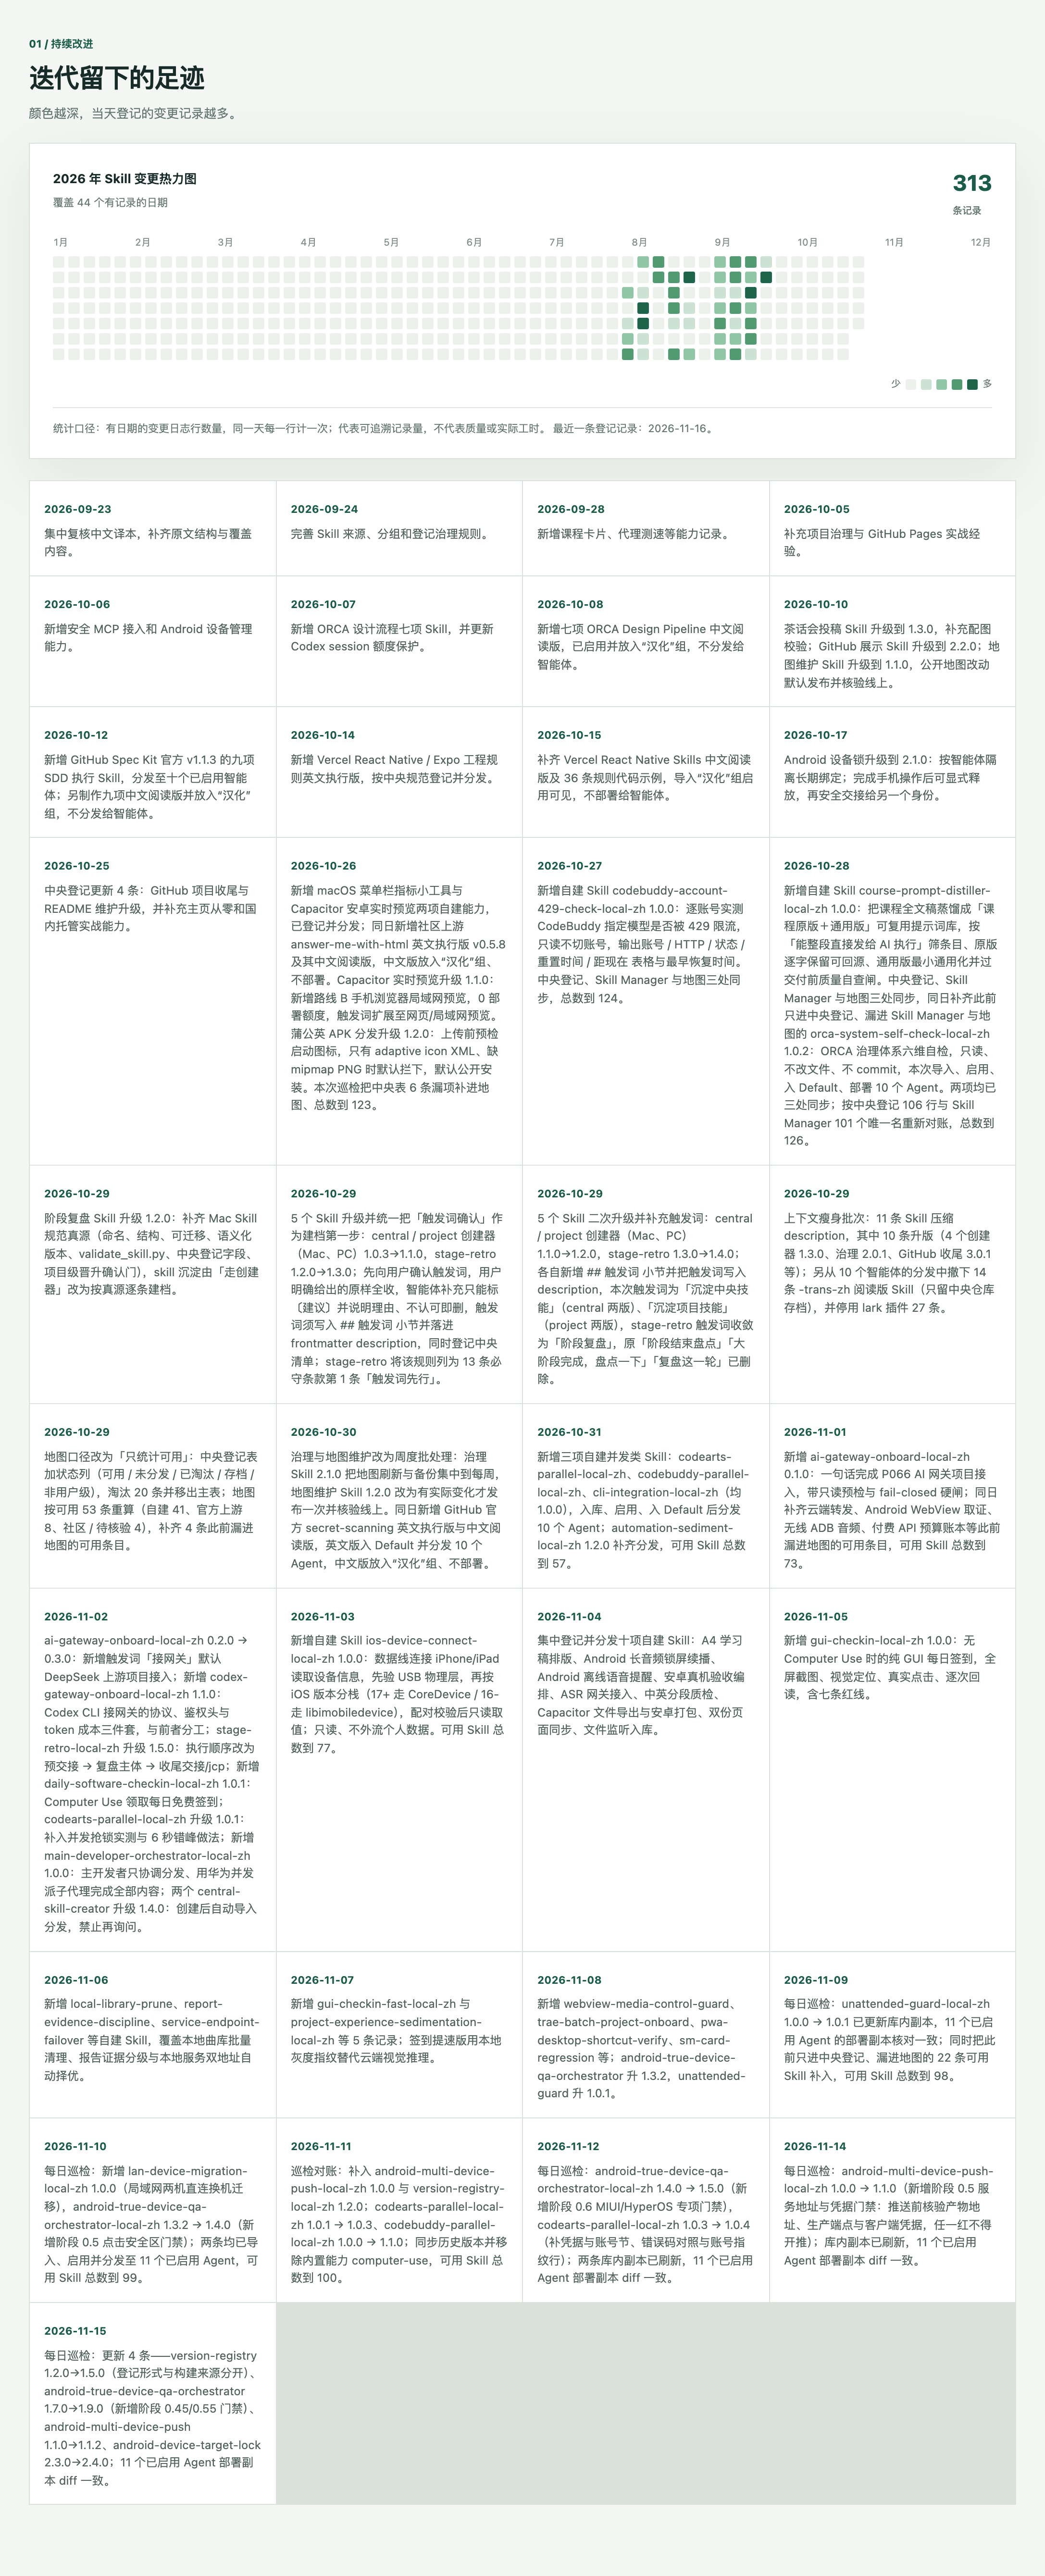 01 / 持续改进
迭代留下的足迹
颜色越深，当天登记的变更记录越多。
2026 年 Skill 变更热力图
313
覆盖 44 个有记录的日期
条记录
1月 2月 3月 4月 5月 6月 7月 8月 9月 10月 11月 12月
少 多
统计口径：有日期的变更日志行数量，同一天每一行计一次；代表可追溯记录量，不代表质量或实际工时。 最近一条登记记录：2026-11-16。
2026-09-23
集中复核中文译本，补齐原文结构与覆盖
内容。
2026-09-24
完善 Skill 来源、分组和登记治理规则。
2026-09-28
新增课程卡片、代理测速等能力记录。
2026-10-05
补充项目治理与 GitHub Pages 实战经
验。
2026-10-06
新增安全 MCP 接入和 Android 设备管理
能力。
2026-10-07
新增 ORCA 设计流程七项 Skill，并更新
Codex session 额度保护。
2026-10-08
新增七项 ORCA Design Pipeline 中文阅
读版，已启用并放入“汉化”组，不分发给
智能体。
2026-10-10
茶话会投稿 Skill 升级到 1.3.0，补充配图
校验；GitHub 展示 Skill 升级到 2.2.0；地
图维护 Skill 升级到 1.1.0，公开地图改动
默认发布并核验线上。
2026-10-12
新增 GitHub Spec Kit 官方 v1.1.3 的九项
SDD 执行 Skill，分发至十个已启用智能
体；另制作九项中文阅读版并放入“汉化”
组，不分发给智能体。
2026-10-14
新增 Vercel React Native / Expo 工程规
则英文执行版，按中央规范登记并分发。
2026-10-15
补齐 Vercel React Native Skills 中文阅读
版及 36 条规则代码示例，导入“汉化”组启
用可见，不部署给智能体。
2026-10-17
Android 设备锁升级到 2.1.0：按智能体隔
离长期绑定；完成手机操作后可显式释
放，再安全交接给另一个身份。
2026-10-25
中央登记更新 4 条：GitHub 项目收尾与
README 维护升级，并补充主页从零和国
内托管实战能力。
2026-10-26
新增 macOS 菜单栏指标小工具与
Capacitor 安卓实时预览两项自建能力，
已登记并分发；同日新增社区上游
answer-me-with-html 英文执行版 v0.5.8
及其中文阅读版，中文版放入“汉化”组、
不部署。Capacitor 实时预览升级 1.1.0：
新增路线 B 手机浏览器局域网预览，0 部
署额度，触发词扩展至网页/局域网预览。
蒲公英 APK 分发升级 1.2.0：上传前预检
启动图标，只有 adaptive icon XML、缺
mipmap PNG 时默认拦下，默认公开安
装。本次巡检把中央表 6 条漏项补进地
图、总数到 123。
2026-10-27
新增自建 Skill codebuddy-account-
429-check-local-zh 1.0.0：逐账号实测
CodeBuddy 指定模型是否被 429 限流，
只读不切账号，输出账号 / HTTP / 状态 /
重置时间 / 距现在 表格与最早恢复时间。
中央登记、Skill Manager 与地图三处同
步，总数到 124。
2026-10-28
新增自建 Skill course-prompt-distiller-
local-zh 1.0.0：把课程全文稿蒸馏成「课
程原版＋通用版」可复用提示词库，按
「能整段直接发给 AI 执行」筛条目、原版
逐字保留可回源、通用版最小通用化并过
交付前质量自查闸。中央登记、Skill
Manager 与地图三处同步，同日补齐此前
只进中央登记、漏进 Skill Manager 与地
图的 orca-system-self-check-local-zh
1.0.2：ORCA 治理体系六维自检，只读、
不改文件、不 commit，本次导入、启用、
入 Default、部署 10 个 Agent。两项均已
三处同步；按中央登记 106 行与 Skill
Manager 101 个唯一名重新对账，总数到
126。
2026-10-29
阶段复盘 Skill 升级 1.2.0：补齐 Mac Skill
规范真源（命名、结构、可迁移、语义化
版本、validate_skill.py、中央登记字段、
项目级晋升确认门），skill 沉淀由「走创建
器」改为按真源逐条建档。
2026-10-29
5 个 Skill 升级并统一把「触发词确认」作
为建档第一步：central / project 创建器
（Mac、PC）1.0.3→1.1.0，stage-retro
1.2.0→1.3.0；先向用户确认触发词，用户
明确给出的原样全收，智能体补充只能标
〔建议〕并说明理由、不认可即删，触发
词须写入 ## 触发词 小节并落进
frontmatter description，同时登记中央
清单；stage-retro 将该规则列为 13 条必
守条款第 1 条「触发词先行」。
2026-10-29
5 个 Skill 二次升级并补充触发词：central
/ project 创建器（Mac、PC）
1.1.0→1.2.0，stage-retro 1.3.0→1.4.0；
各自新增 ## 触发词 小节并把触发词写入
description，本次触发词为「沉淀中央技
能」（central 两版）、「沉淀项目技能」
（project 两版），stage-retro 触发词收敛
为「阶段复盘」，原「阶段结束盘点」「大
阶段完成，盘点一下」「复盘这一轮」已删
除。
2026-10-29
上下文瘦身批次：11 条 Skill 压缩
description，其中 10 条升版（4 个创建
器 1.3.0、治理 2.0.1、GitHub 收尾 3.0.1
等）；另从 10 个智能体的分发中撤下 14
条 -trans-zh 阅读版 Skill（只留中央仓库
存档），并停用 lark 插件 27 条。
2026-10-29
地图口径改为「只统计可用」：中央登记表
加状态列（可用 / 未分发 / 已淘汰 / 存档 /
非用户级），淘汰 20 条并移出主表；地图
按可用 53 条重算（自建 41、官方上游
8、社区 / 待核验 4），补齐 4 条此前漏进
地图的可用条目。
2026-10-30
治理与地图维护改为周度批处理：治理
Skill 2.1.0 把地图刷新与备份集中到每周，
地图维护 Skill 1.2.0 改为有实际变化才发
布一次并核验线上。同日新增 GitHub 官
方 secret-scanning 英文执行版与中文阅
读版，英文版入 Default 并分发 10 个
Agent，中文版放入“汉化”组、不部署。
2026-10-31
新增三项自建并发类 Skill：codearts-
parallel-local-zh、codebuddy-parallel-
local-zh、cli-integration-local-zh（均
1.0.0），入库、启用、入 Default 后分发
10 个 Agent；automation-sediment-
local-zh 1.2.0 补齐分发，可用 Skill 总数
到 57。
2026-11-01
新增 ai-gateway-onboard-local-zh
0.1.0：一句话完成 P066 AI 网关项目接
入，带只读预检与 fail-closed 硬闸；同日
补齐云端转发、Android WebView 取证、
无线 ADB 音频、付费 API 预算账本等此前
漏进地图的可用条目，可用 Skill 总数到
73。
2026-11-02
ai-gateway-onboard-local-zh 0.2.0 →
0.3.0：新增触发词「接网关」默认
DeepSeek 上游项目接入；新增 codex-
gateway-onboard-local-zh 1.1.0：
Codex CLI 接网关的协议、鉴权头与
token 成本三件套，与前者分工；stage-
retro-local-zh 升级 1.5.0：执行顺序改为
预交接 → 复盘主体 → 收尾交接/jcp；新增
daily-software-checkin-local-zh 1.0.1：
Computer Use 领取每日免费签到；
codearts-parallel-local-zh 升级 1.0.1：
补入并发抢锁实测与 6 秒错峰做法；新增
main-developer-orchestrator-local-zh
1.0.0：主开发者只协调分发、用华为并发
派子代理完成全部内容；两个 central-
skill-creator 升级 1.4.0：创建后自动导入
分发，禁止再询问。
2026-11-03
新增自建 Skill ios-device-connect-
local-zh 1.0.0：数据线连接 iPhone/iPad
读取设备信息，先验 USB 物理层，再按
iOS 版本分栈（17+ 走 CoreDevice / 16-
走 libimobiledevice），配对校验后只读取
值；只读、不外流个人数据。可用 Skill 总
数到 77。
2026-11-04
集中登记并分发十项自建 Skill：A4 学习
稿排版、长音频锁屏续播、
Android 离线语音提醒、安卓真机验收编
排、ASR 网关接入、中英分段质检、
Capacitor 文件导出与安卓打包、双份页
面同步、文件监听入库。
2026-11-05
新增 gui-checkin-local-zh 1.0.0：无
Computer Use 时的纯 GUI 每日签到，全
屏截图、视觉定位、真实点击、逐次回
读，含七条红线。
2026-11-06
新增 local-library-prune、report-
evidence-discipline、service-endpoint-
failover 等自建 Skill，覆盖本地曲库批量
清理、报告证据分级与本地服务双地址自
动择优。
2026-11-07
新增 gui-checkin-fast-local-zh 与
project-experience-sedimentation-
local-zh 等 5 条记录；签到提速版用本地
灰度指纹替代云端视觉推理。
2026-11-08
新增 webview-media-control-guard、
trae-batch-project-onboard、pwa-
desktop-shortcut-verify、sm-card-
regression 等；android-true-device-
qa-orchestrator 升 1.3.2，unattended-
guard 升 1.0.1。
2026-11-09
每日巡检：unattended-guard-local-zh
1.0.0 → 1.0.1 已更新库内副本，11 个已启
用 Agent 的部署副本核对一致；同时把此
前只进中央登记、漏进地图的 22 条可用
Skill 补入，可用 Skill 总数到 98。
2026-11-10
每日巡检：新增 lan-device-migration-
local-zh 1.0.0（局域网两机直连换机迁
移），android-true-device-qa-
orchestrator-local-zh 1.3.2 → 1.4.0（新
增阶段 0.5 点击安全区门禁）；两条均已导
入、启用并分发至 11 个已启用 Agent，可
用 Skill 总数到 99。
2026-11-11
巡检对账：补入 android-multi-device-
push-local-zh 1.0.0 与 version-registry-
local-zh 1.2.0；codearts-parallel-local-
zh 1.0.1 → 1.0.3、codebuddy-parallel-
local-zh 1.0.0 → 1.1.0；同步历史版本并移
除内置能力 computer-use，可用 Skill 总
数到 100。
2026-11-12
每日巡检：android-true-device-qa-
orchestrator-local-zh 1.4.0 → 1.5.0（新
增阶段 0.6 MIUI/HyperOS 专项门禁），
codearts-parallel-local-zh 1.0.3 → 1.0.4
（补凭据与账号节、错误码对照与账号指
纹行）；两条库内副本已刷新，11 个已启用
Agent 部署副本 diff 一致。
2026-11-14
每日巡检：android-multi-device-push-
local-zh 1.0.0 → 1.1.0（新增阶段 0.5 服
务地址与凭据门禁：推送前核验产物地
址、生产端点与客户端凭据，任一红不得
开推）；库内副本已刷新，11 个已启用
Agent 部署副本 diff 一致。
2026-11-15
每日巡检：更新 4 条——version-registry
1.2.0→1.5.0（登记形式与构建来源分开）、
android-true-device-qa-orchestrator
1.7.0→1.9.0（新增阶段 0.45/0.55 门禁）、
android-multi-device-push
1.1.0→1.1.2、android-device-target-lock
2.3.0→2.4.0；11 个已启用 Agent 部署副
本 diff 一致。